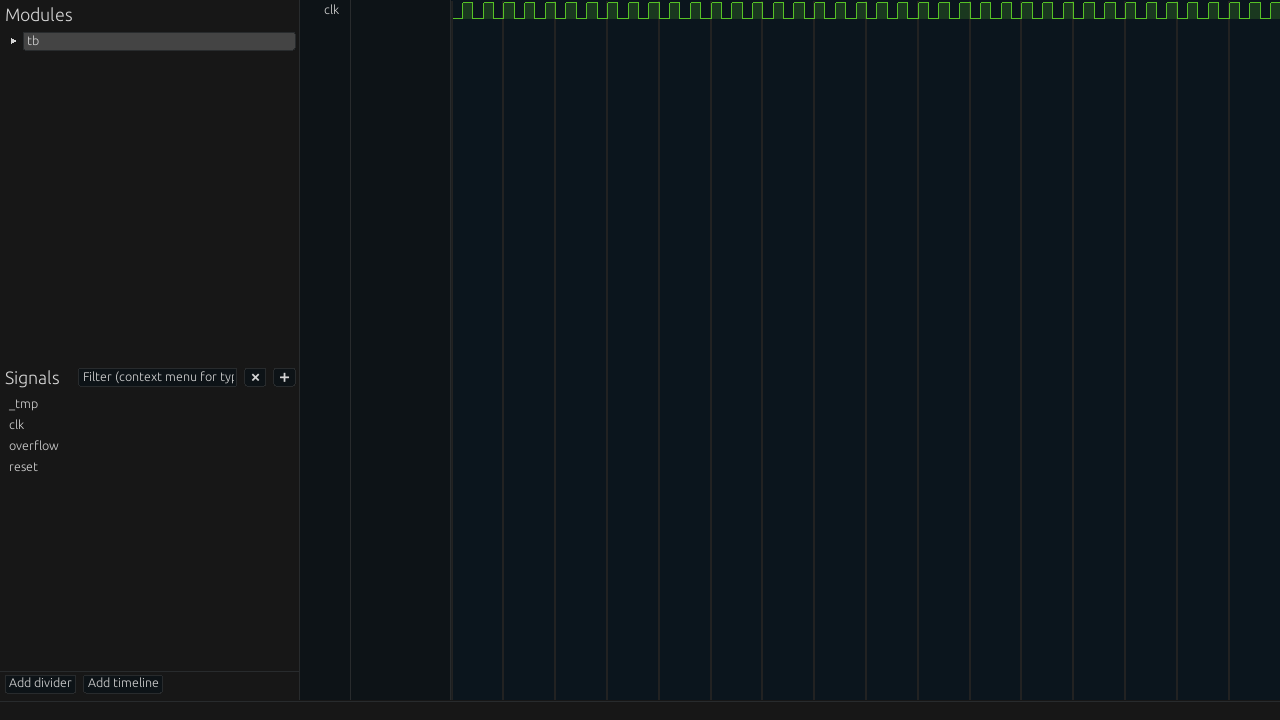 Modules
tb
Signals
Filter (context menu for typ
_tmp
clk
overflow
reset
Add divider
Add timeline
clk